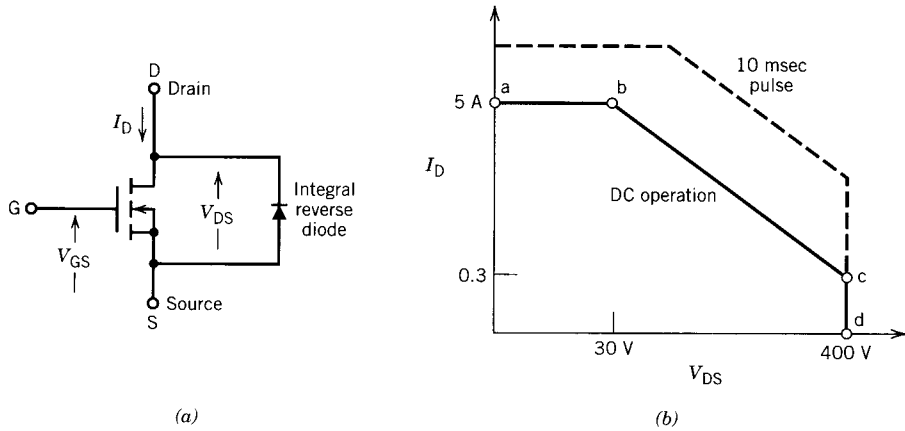 D
Drain
I_D
G
V_GS
V_DS
Integral
reverse
diode
Source
S
(a)
10 msec
pulse
a
b
5 A
I_D
DC operation
0.3
c
d
30 V
400 V
V_DS
(b)